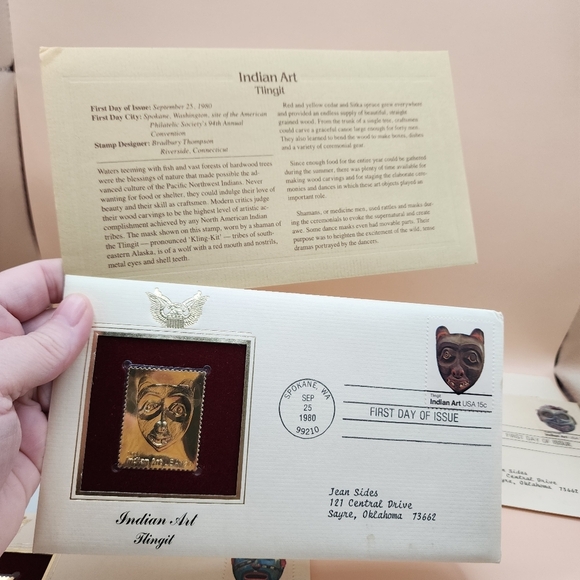 Indian Art
Tlingit
First Day of Issue: September 25, 1980
First Day City: Spokane, Washington, site of the American
Philatelic Society's 94th Annual
Convention
Stamp Designer: Bradbury Thompson
Riverside, Connecticut
Waters teeming with fish and vast forests of hardwood trees
were the blessings of nature that made possible the ad-
vanced culture of the Pacific Northwest Indians. Never
wanting for food or shelter, they could indulge their love of
beauty and their skill as craftsmen. Modern critics judge
their wood carvings to be the highest level of artistic ac-
complishment achieved by any North American Indian
tribes. The mask shown on this stamp, worn by a shaman of
the Tlingit — pronounced 'Kling-Kit' — tribes of south-
eastern Alaska, is of a wolf with a red mouth and nostrils,
metal eyes and shell teeth.
Red and yellow cedar and Sitka spruce grow everywhere
and provided an endless supply of beautiful, straight
grained wood. From the trunk of a single tree, craftsmen
could carve a graceful canoe large enough for forty men.
They also learned to bend the wood to make boxes, dishes
and a variety of ceremonial gear.
Since enough food for the entire year could be gathered
during the summer, there was plenty of time available for
making wood carvings and for staging the elaborate cere-
monies and dances in which these art objects played an
important role.
Shamans, or medicine men, used rattles and masks dur-
ing the ceremonials to evoke the supernatural and create
awe. Some dance masks even had movable parts. Their
purpose was to heighten the excitement of the wild, tense
dramas portrayed by the dancers.
Indian Art
Indian Art
Tlingit
SPOKANE, WA
SEP
25
1980
99210
FIRST DAY OF ISSUE
Tlingit
Indian Art USA 15c
Jean Sides
121 Central Drive
Sayre, Oklahoma 73662
FIRST DAY OF ISSUE
Sides
Central Drive
Oklahoma 73662